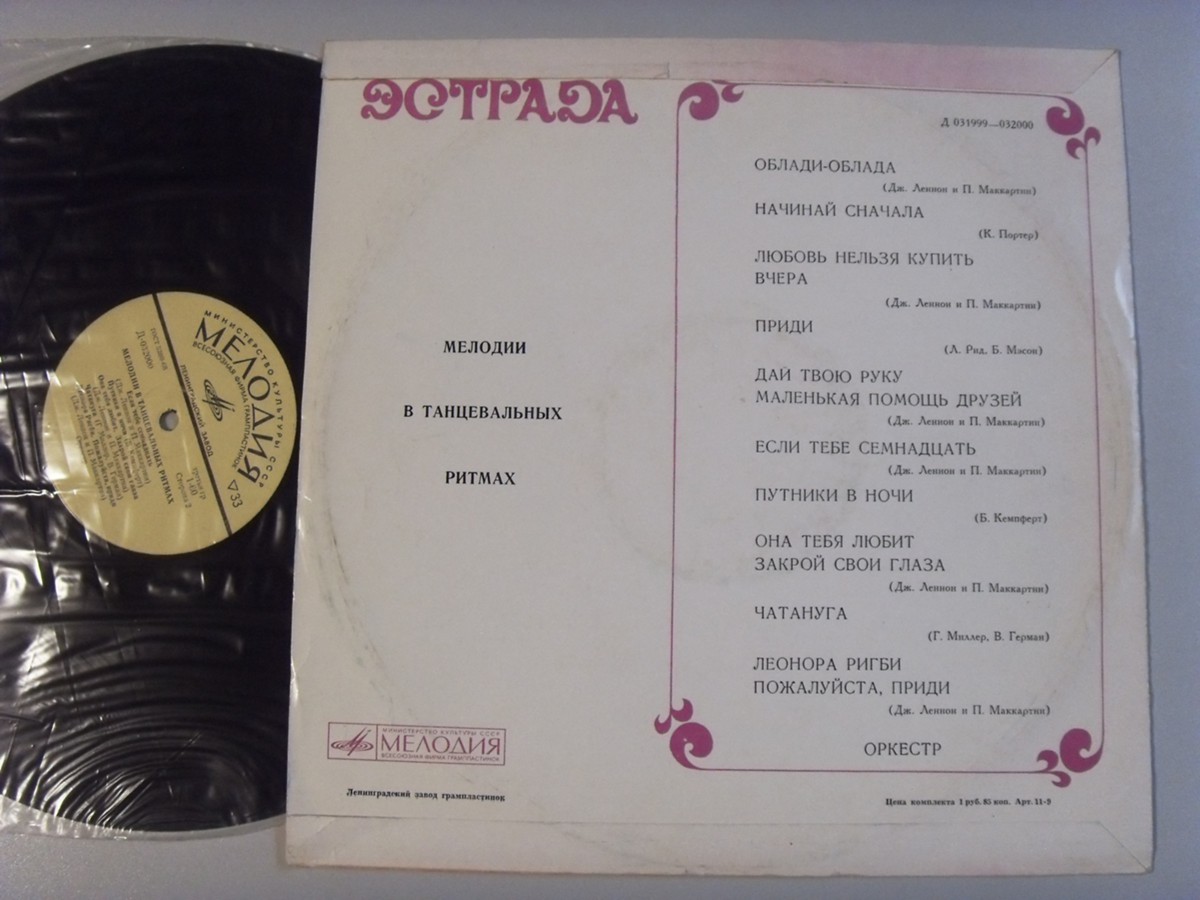 ЭСТРАДА
МЕЛОДИИ
В ТАНЦЕВАЛЬНЫХ
РИТМАХ
МИНИСТЕРСТВО КУЛЬТУРЫ СССР
МЕЛОДИЯ
ВСЕСОЮЗНАЯ ФИРМА ГРАМПЛАСТИНОК
Ленинградский завод грампластинок
Д 031999—032000
ОБЛАДИ-ОБЛАДА
(Дж. Леннон и П. Маккартни)
НАЧИНАЙ СНАЧАЛА
(К. Портер)
ЛЮБОВЬ НЕЛЬЗЯ КУПИТЬ
ВЧЕРА
(Дж. Леннон и П. Маккартни)
ПРИДИ
(Л. Рид, Б. Мэсон)
ДАЙ ТВОЮ РУКУ
МАЛЕНЬКАЯ ПОМОЩЬ ДРУЗЕЙ
(Дж. Леннон и П. Маккартни)
ЕСЛИ ТЕБЕ СЕМНАДЦАТЬ
(Дж. Леннон и П. Маккартни)
ПУТНИКИ В НОЧИ
(Б. Кемпферт)
ОНА ТЕБЯ ЛЮБИТ
ЗАКРОЙ СВОИ ГЛАЗА
(Дж. Леннон и П. Маккартни)
ЧАТАНУГА
(Г. Миллер, В. Герман)
ЛЕОНОРА РИГБИ
ПОЖАЛУЙСТА, ПРИДИ
(Дж. Леннон и П. Маккартни)
ОРКЕСТР
Цена комплекта 1 руб. 85 коп. Арт. 11-9
МИНИСТЕРСТВО КУЛЬТУРЫ СССР
МЕЛОДИЯ
ВСЕСОЮЗНАЯ ФИРМА ГРАМПЛАСТИНОК
ЛЕНИНГРАДСКИЙ ЗАВОД
▽33
Сторона 2
Д-032000
МЕЛОДИИ В ТАНЦЕВАЛЬНЫХ РИТМАХ